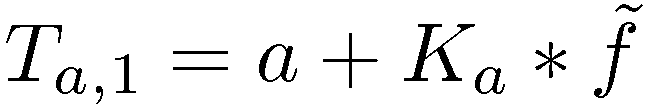 $T_{a,1} = a + K_a * \tilde{f}$